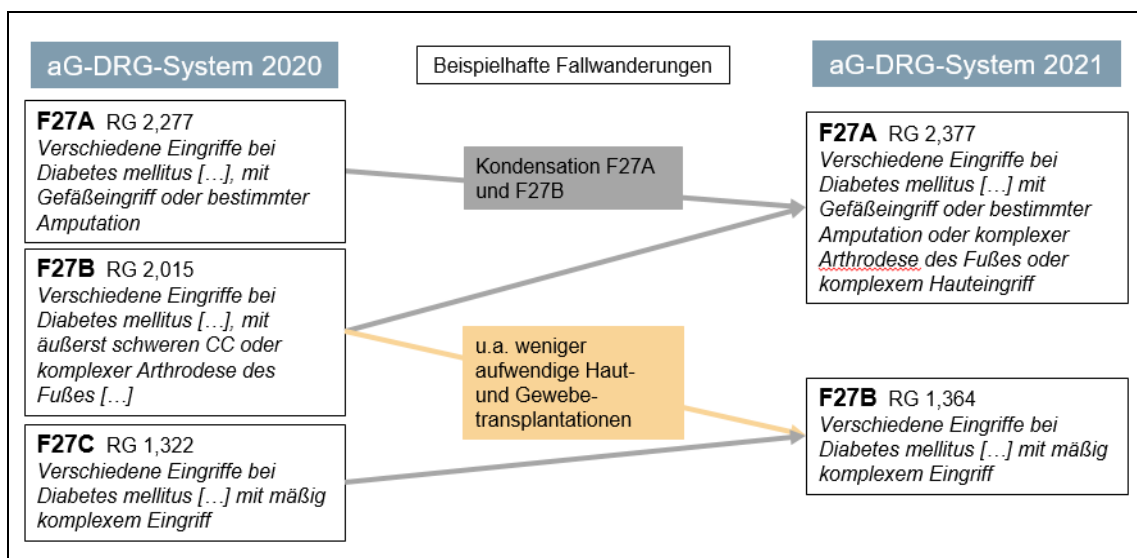 aG-DRG-System 2020
Beispielhafte Fallwanderungen
aG-DRG-System 2021
F27A RG 2,277
Verschiedene Eingriffe bei
Diabetes mellitus […], mit
Gefäßeingriff oder bestimmter
Amputation
F27B RG 2,015
Verschiedene Eingriffe bei
Diabetes mellitus […], mit
äußerst schweren CC oder
komplexer Arthrodese des
Fußes […]
F27C RG 1,322
Verschiedene Eingriffe bei
Diabetes mellitus […] mit mäßig
komplexem Eingriff
Kondensation F27A
und F27B
u.a. weniger
aufwendige Haut-
und Gewebe-
transplantationen
F27A RG 2,377
Verschiedene Eingriffe bei
Diabetes mellitus […] mit
Gefäßeingriff oder bestimmter
Amputation oder komplexer
Arthrodese des Fußes oder
komplexem Hauteingriff
F27B RG 1,364
Verschiedene Eingriffe bei
Diabetes mellitus […] mit mäßig
komplexem Eingriff